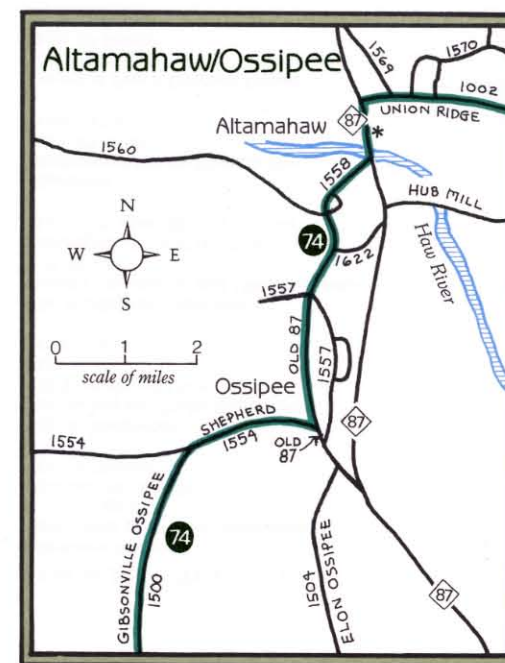 Altamahaw/Ossipee
1569
1570
1002
UNION RIDGE
87
*
Altamahaw
1560
1558
HUB MILL
N
W E
S
74
1622
Haw River
1557
OLD 87
1557
0 1 2
scale of miles
Ossipee
SHEPHERD
1554
1554
OLD
87
87
GIBSONVILLE OSSIPEE
74
1500
1504
ELON OSSIPEE
87